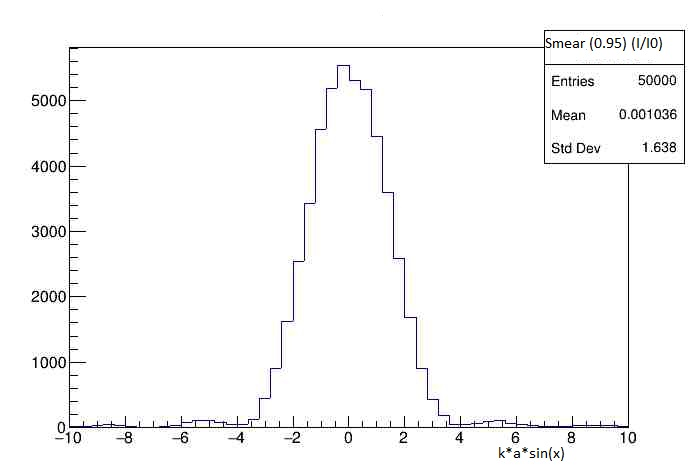 Smear (0.95) (I/I0)
Entries 50000
Mean 0.001036
Std Dev 1.638
5000
4000
3000
2000
1000
0
−10 −8 −6 −4 −2 0 2 4 6 8 10
k*a*sin(x)